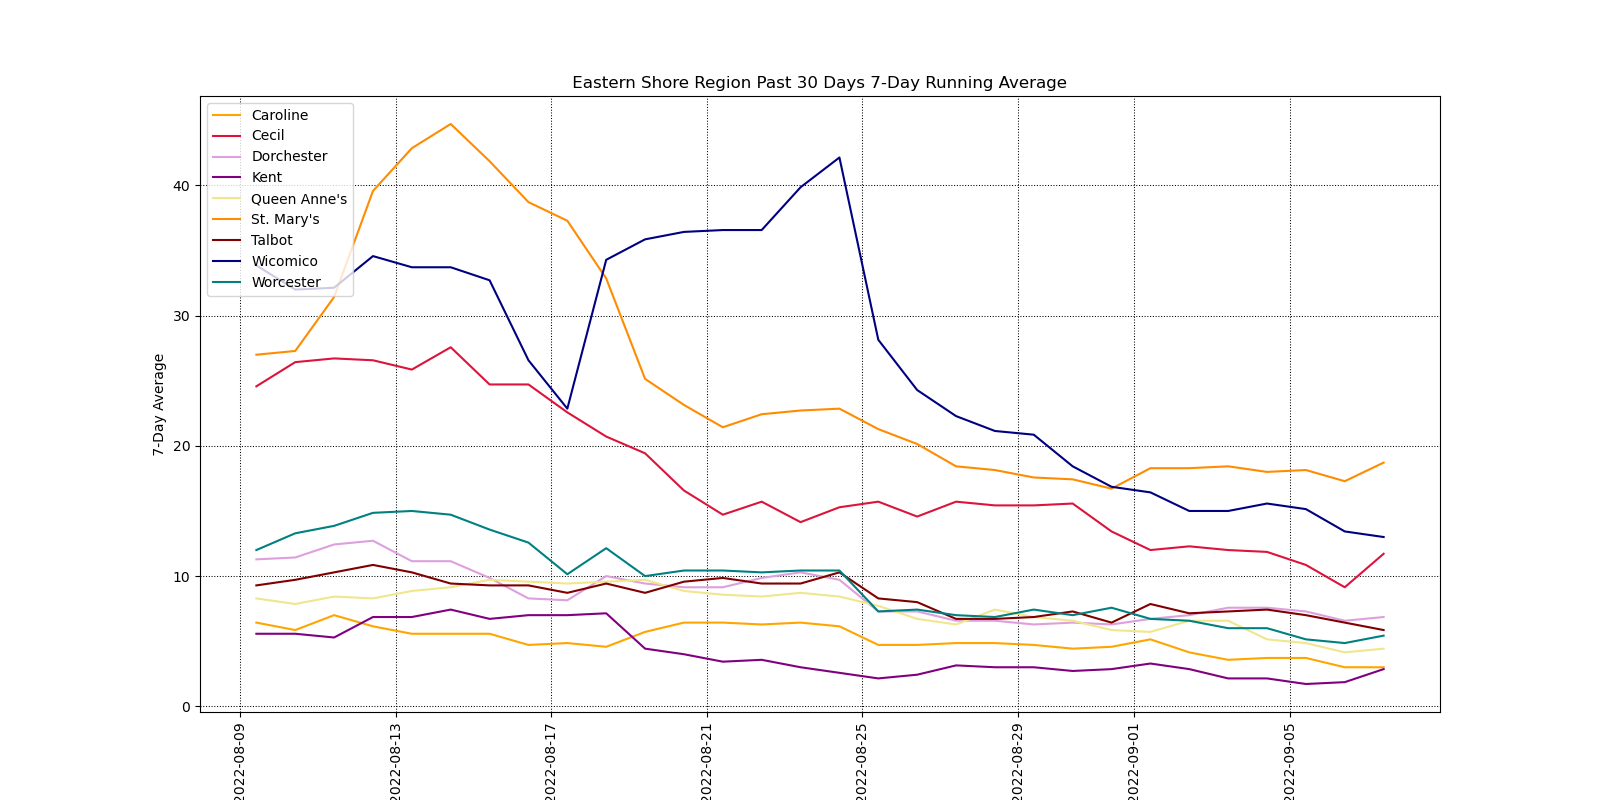 Eastern Shore Region Past 30 Days 7-Day Running Average
Caroline
Cecil
Dorchester
Kent
Queen Anne's
St. Mary's
Talbot
Wicomico
Worcester
7-Day Average
40
30
20
10
0
2022-08-09
2022-08-13
2022-08-17
2022-08-21
2022-08-25
2022-08-29
2022-09-01
2022-09-05